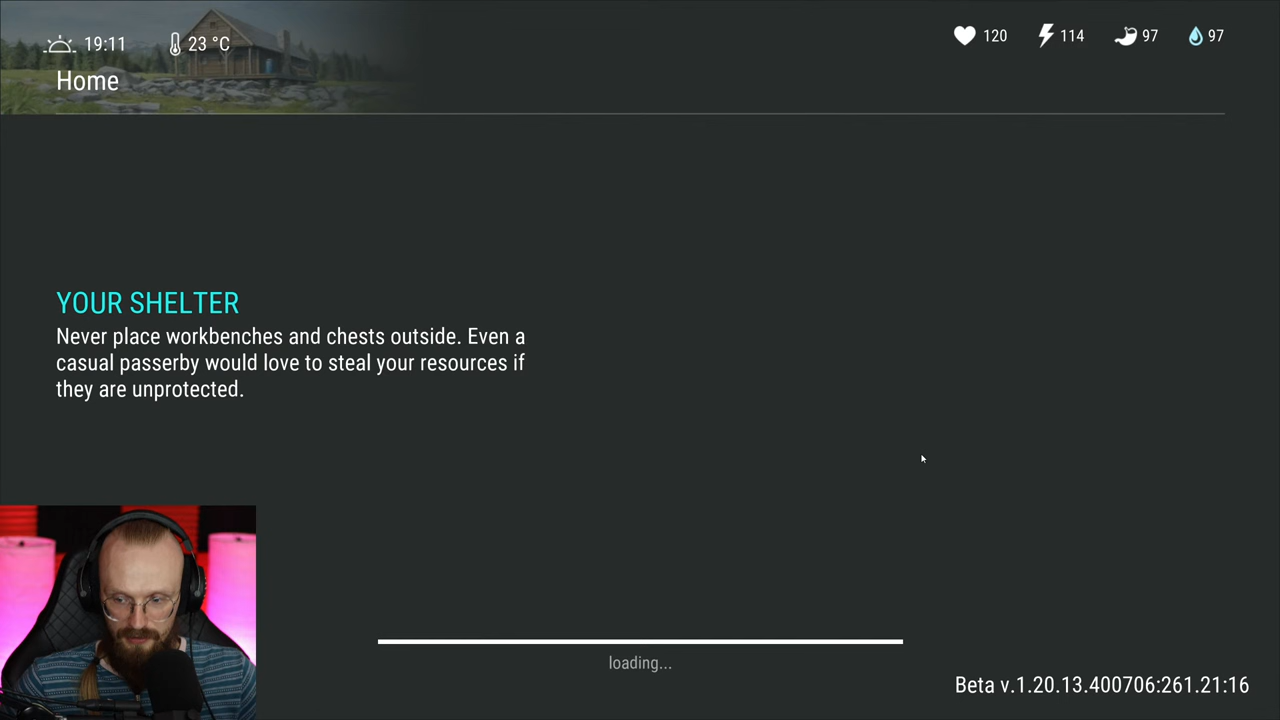 19:11 23 °C
120 114 97 97
Home
YOUR SHELTER
Never place workbenches and chests outside. Even a
casual passerby would love to steal your resources if
they are unprotected.
loading...
Beta v.1.20.13.400706:261.21:16